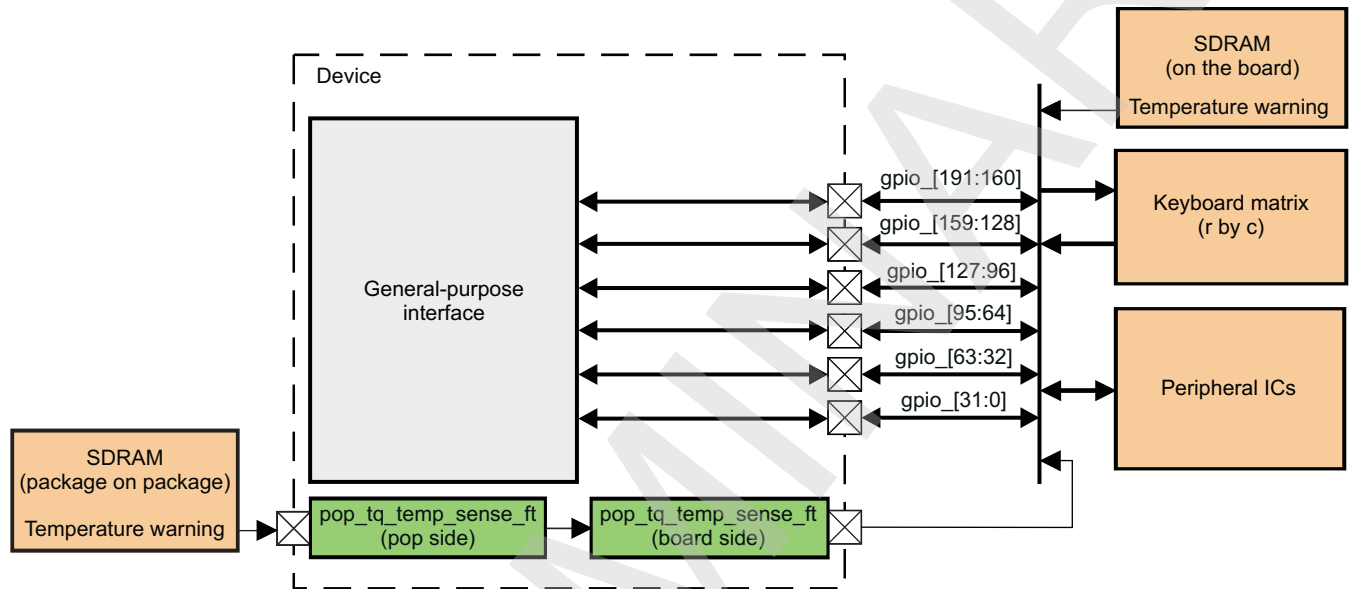 Device
SDRAM
(on the board)
Temperature warning
gpio_[191:160]
gpio_[159:128]
gpio_[127:96]
gpio_[95:64]
gpio_[63:32]
gpio_[31:0]
General-purpose
interface
Keyboard matrix
(r by c)
Peripheral ICs
SDRAM
(package on package)
Temperature warning
pop_tq_temp_sense_ft
(pop side)
pop_tq_temp_sense_ft
(board side)